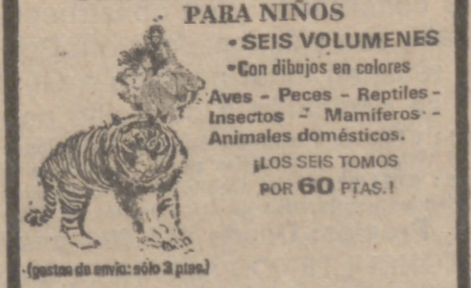 PARA NIÑOS
• SEIS VOLUMENES
• Con dibujos en colores
Aves - Peces - Reptiles -
Insectos - Mamíferos -
Animales domésticos.
¡LOS SEIS TOMOS
POR 60 PTAS.!
(gastos de envio: sólo 3 ptas.)